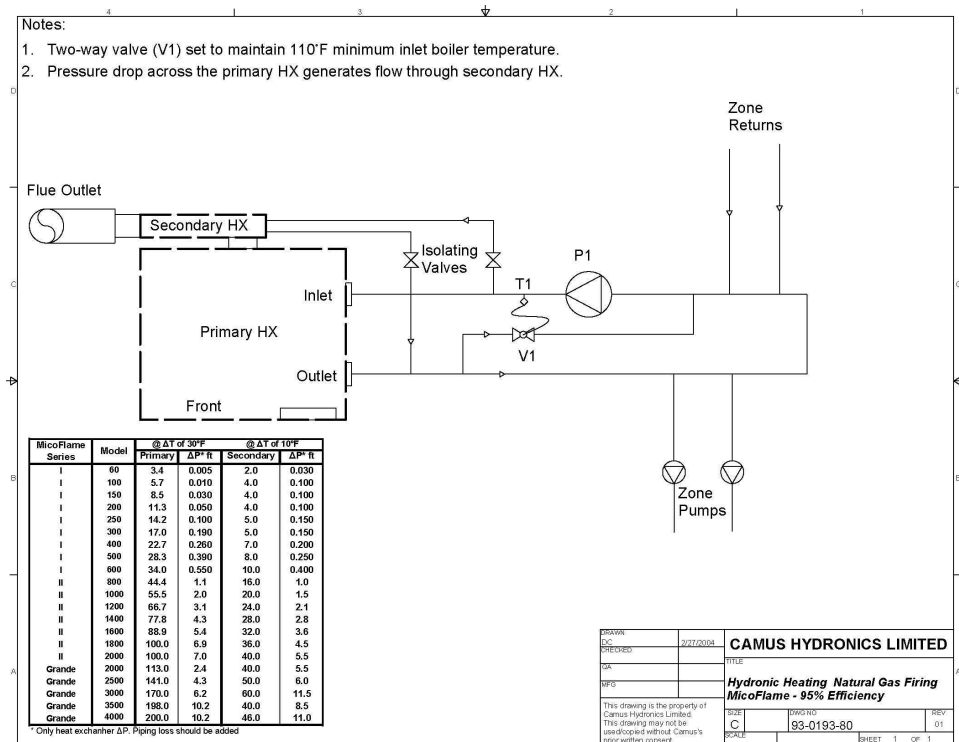 4 3 2 1
Notes:
1. Two-way valve (V1) set to maintain 110°F minimum inlet boiler temperature.
2. Pressure drop across the primary HX generates flow through secondary HX.
D D
Zone
Returns
Flue Outlet
Secondary HX
Isolating
Valves
P1
T1
C C
Inlet
Primary HX
V1
Outlet
Front
MicoFlame Series Model @ ΔT of 30°F @ ΔT of 10°F
Primary ΔP* ft Secondary ΔP* ft
I 60 3.4 0.005 2.0 0.030
I 100 5.7 0.010 4.0 0.100
I 150 8.5 0.030 4.0 0.100
I 200 11.3 0.050 4.0 0.100
I 250 14.2 0.100 5.0 0.150
I 300 17.0 0.190 5.0 0.150
I 400 22.7 0.260 7.0 0.200
I 500 28.3 0.390 8.0 0.250
I 600 34.0 0.550 10.0 0.400
II 800 44.4 1.1 16.0 1.0
II 1000 55.5 2.0 20.0 1.5
II 1200 66.7 3.1 24.0 2.1
II 1400 77.8 4.3 28.0 2.8
II 1600 88.9 5.4 32.0 3.6
II 1800 100.0 6.9 36.0 4.5
II 2000 100.0 7.0 40.0 5.5
Grande 2000 113.0 2.4 40.0 5.5
Grande 2500 141.0 4.3 50.0 6.0
Grande 3000 170.0 6.2 60.0 11.5
Grande 3500 198.0 10.2 40.0 8.5
Grande 4000 200.0 10.2 46.0 11.0
* Only heat exchanher ΔP. Piping loss should be added
B B
Zone
Pumps
A A
DRAWN
DC 2/27/2004
CHECKED
QA
MFG
CAMUS HYDRONICS LIMITED
TITLE
Hydronic Heating Natural Gas Firing
MicoFlame - 95% Efficiency
This drawing is the property of
Camus Hydronics Limited.
This drawing may not be
used/copied without Camus's
prior written consent
SIZE DWG NO REV
C 93-0193-80 01
SCALE SHEET 1 OF 1